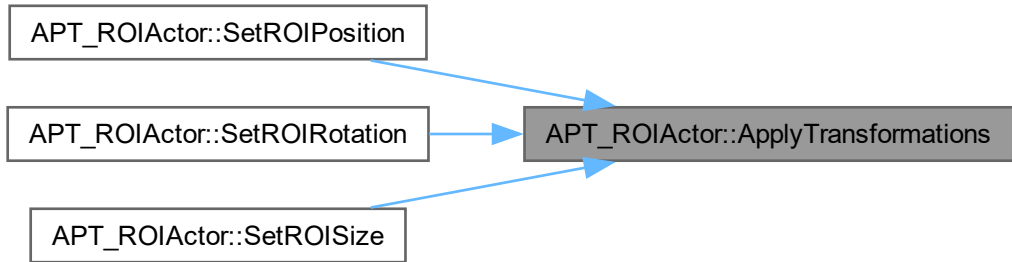 APT_ROIActor::SetROIPosition
APT_ROIActor::SetROIRotation
APT_ROIActor::ApplyTransformations
APT_ROIActor::SetROISize